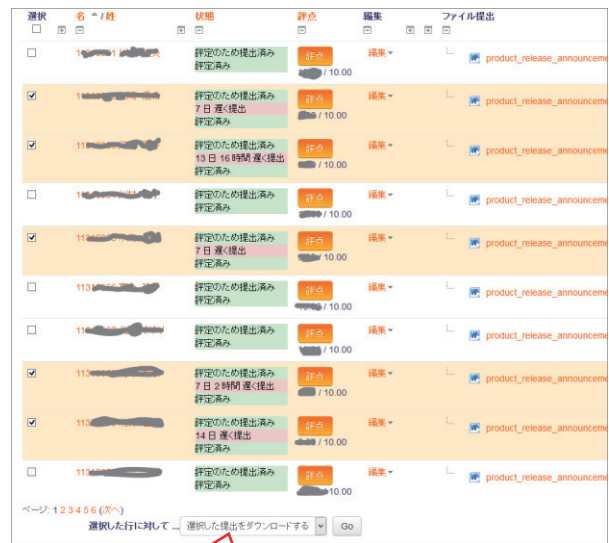 選択 名 ^ / 姓 状態 評点 編集 ファイル提出
評定のため提出済み 評点 編集 product_release_announceme
評定済み / 10.00
評定のため提出済み 評点 編集 product_release_announceme
7 日 遅く提出 / 10.00
評定済み
11 評定のため提出済み 評点 編集 product_release_announceme
13 日 16 時間 遅く提出 / 10.00
評定済み
評定のため提出済み 評点 編集 product_release_announceme
評定済み / 10.00
評定のため提出済み 評点 編集 product_release_announceme
7 日 遅く提出 / 10.00
評定済み
評定のため提出済み 評点 編集 product_release_announceme
評定済み / 10.00
評定のため提出済み 評点 編集 product_release_announceme
評定済み / 10.00
113 評定のため提出済み 評点 編集 product_release_announceme
7 日 2 時間 遅く提出 / 10.00
評定済み
113 評定のため提出済み 評点 編集 product_release_announceme
14 日 遅く提出 / 10.00
評定済み
評定のため提出済み 評点 編集 product_release_announceme
評定済み 10.00
ページ: 1 2 3 4 5 6 (次へ)
選択した行に対して ... 選択した提出をダウンロードする Go